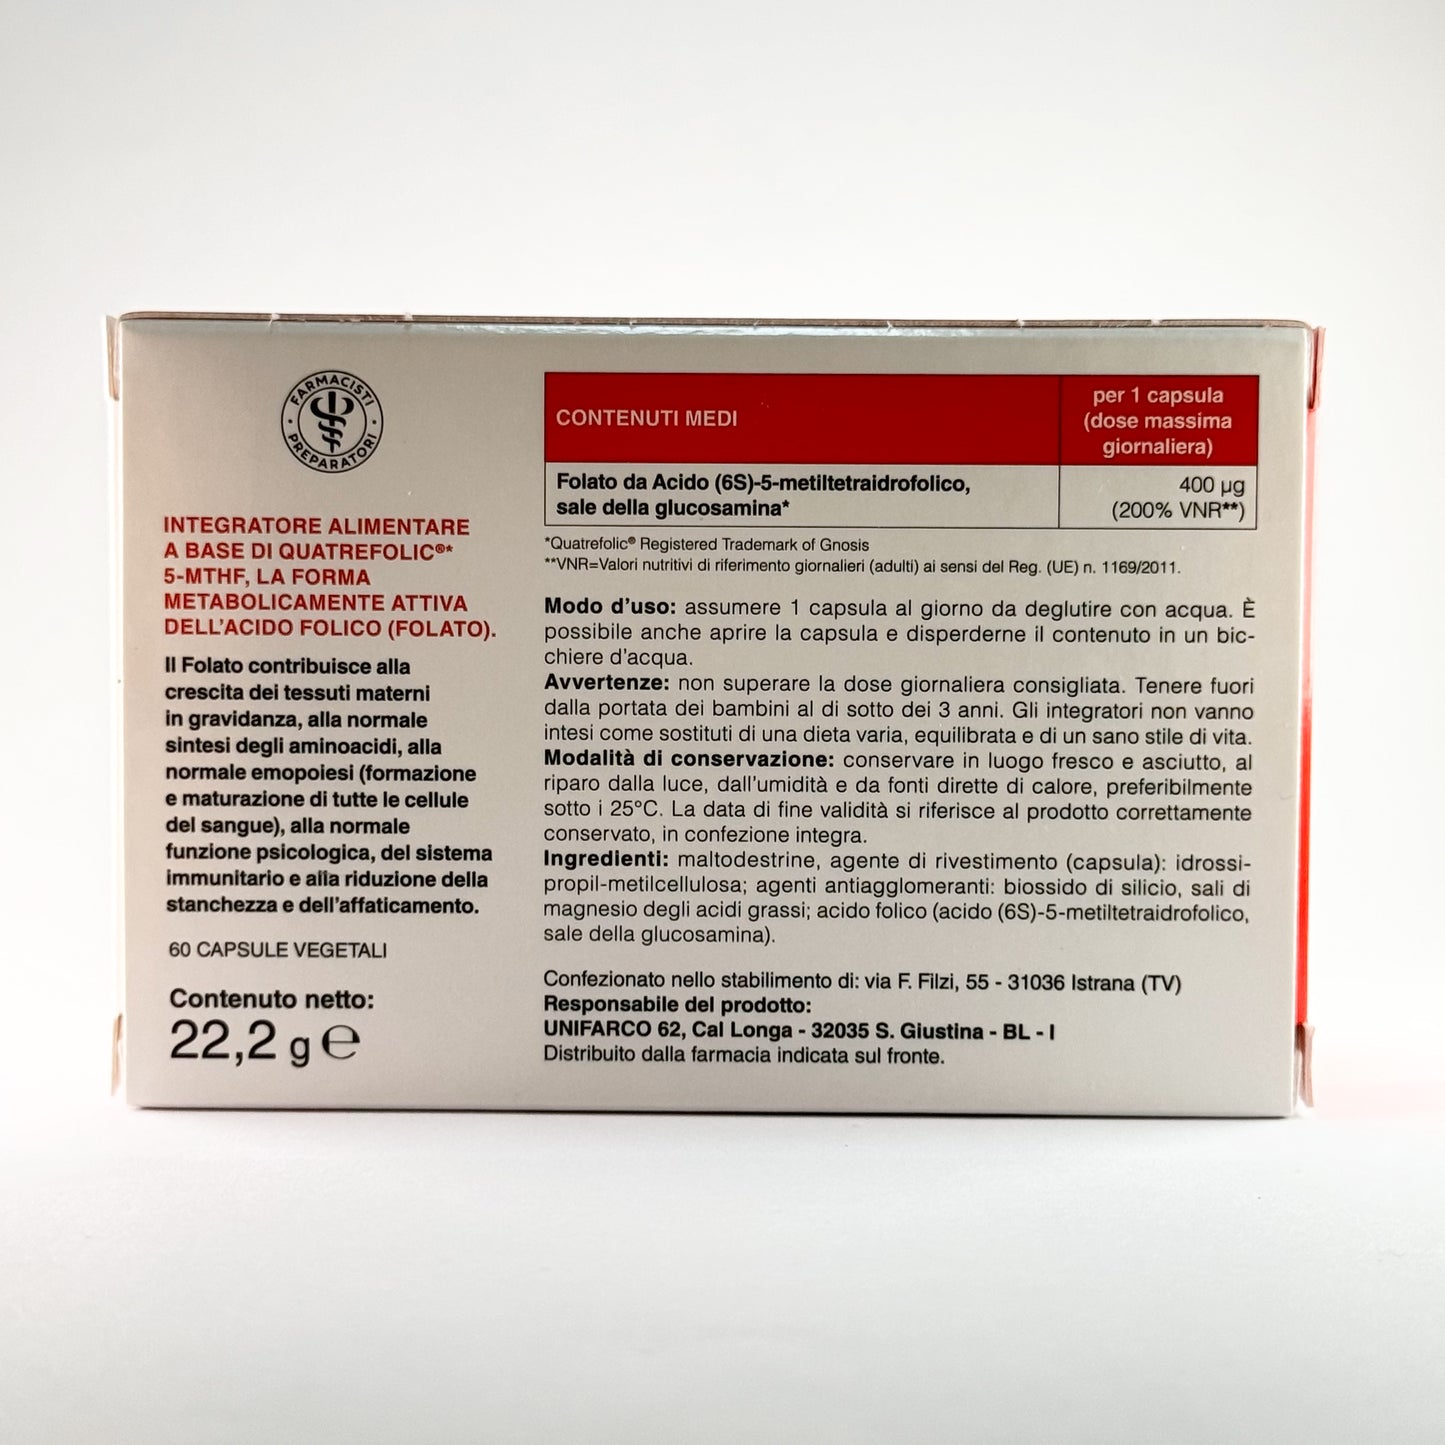 FARMACISTI
PREPARATORI
INTEGRATORE ALIMENTARE
A BASE DI QUATREFOLIC®*
5-MTHF, LA FORMA
METABOLICAMENTE ATTIVA
DELL'ACIDO FOLICO (FOLATO).
Il Folato contribuisce alla
crescita dei tessuti materni
in gravidanza, alla normale
sintesi degli aminoacidi, alla
normale emopoiesi (formazione
e maturazione di tutte le cellule
del sangue), alla normale
funzione psicologica, del sistema
immunitario e alla riduzione della
stanchezza e dell'affaticamento.
60 CAPSULE VEGETALI
Contenuto netto:
22,2 g ℮
CONTENUTI MEDI
per 1 capsula
(dose massima
giornaliera)
Folato da Acido (6S)-5-metiltetraidrofolico,
sale della glucosamina*
400 µg
(200% VNR**)
*Quatrefolic® Registered Trademark of Gnosis
**VNR=Valori nutritivi di riferimento giornalieri (adulti) ai sensi del Reg. (UE) n. 1169/2011.
Modo d'uso: assumere 1 capsula al giorno da deglutire con acqua. È
possibile anche aprire la capsula e disperderne il contenuto in un bic-
chiere d'acqua.
Avvertenze: non superare la dose giornaliera consigliata. Tenere fuori
dalla portata dei bambini al di sotto dei 3 anni. Gli integratori non vanno
intesi come sostituti di una dieta varia, equilibrata e di un sano stile di vita.
Modalità di conservazione: conservare in luogo fresco e asciutto, al
riparo dalla luce, dall'umidità e da fonti dirette di calore, preferibilmente
sotto i 25°C. La data di fine validità si riferisce al prodotto correttamente
conservato, in confezione integra.
Ingredienti: maltodestrine, agente di rivestimento (capsula): idrossi-
propil-metilcellulosa; agenti antiagglomeranti: biossido di silicio, sali di
magnesio degli acidi grassi; acido folico (acido (6S)-5-metiltetraidrofolico,
sale della glucosamina).
Confezionato nello stabilimento di: via F. Filzi, 55 - 31036 Istrana (TV)
Responsabile del prodotto:
UNIFARCO 62, Cal Longa - 32035 S. Giustina - BL - I
Distribuito dalla farmacia indicata sul fronte.